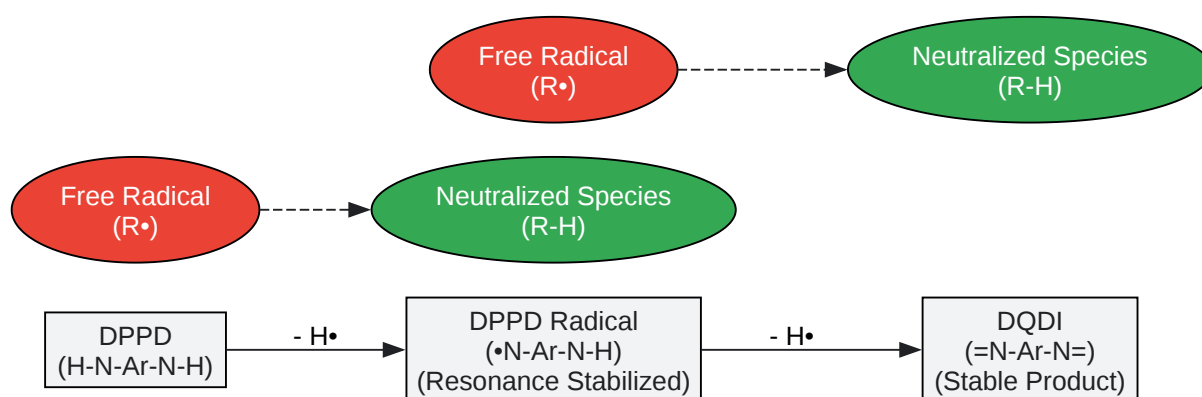 Free Radical
(R•)
Neutralized Species
(R-H)
Free Radical
(R•)
Neutralized Species
(R-H)
DPPD
(H-N-Ar-N-H)
- H•
DPPD Radical
(•N-Ar-N-H)
(Resonance Stabilized)
- H•
DQDI
(=N-Ar-N=)
(Stable Product)